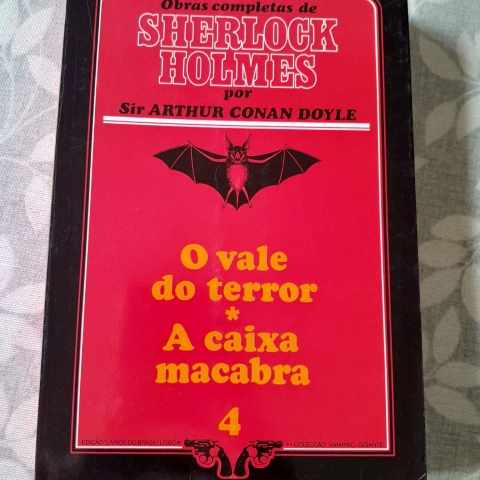 Obras completas de
SHERLOCK
HOLMES
por
Sir ARTHUR CONAN DOYLE
O vale
do terror
*
A caixa
macabra
4
EDIÇÃO "LIVROS DO BRASIL" LISBOA
COLECÇÃO VAMPIRO GIGANTE